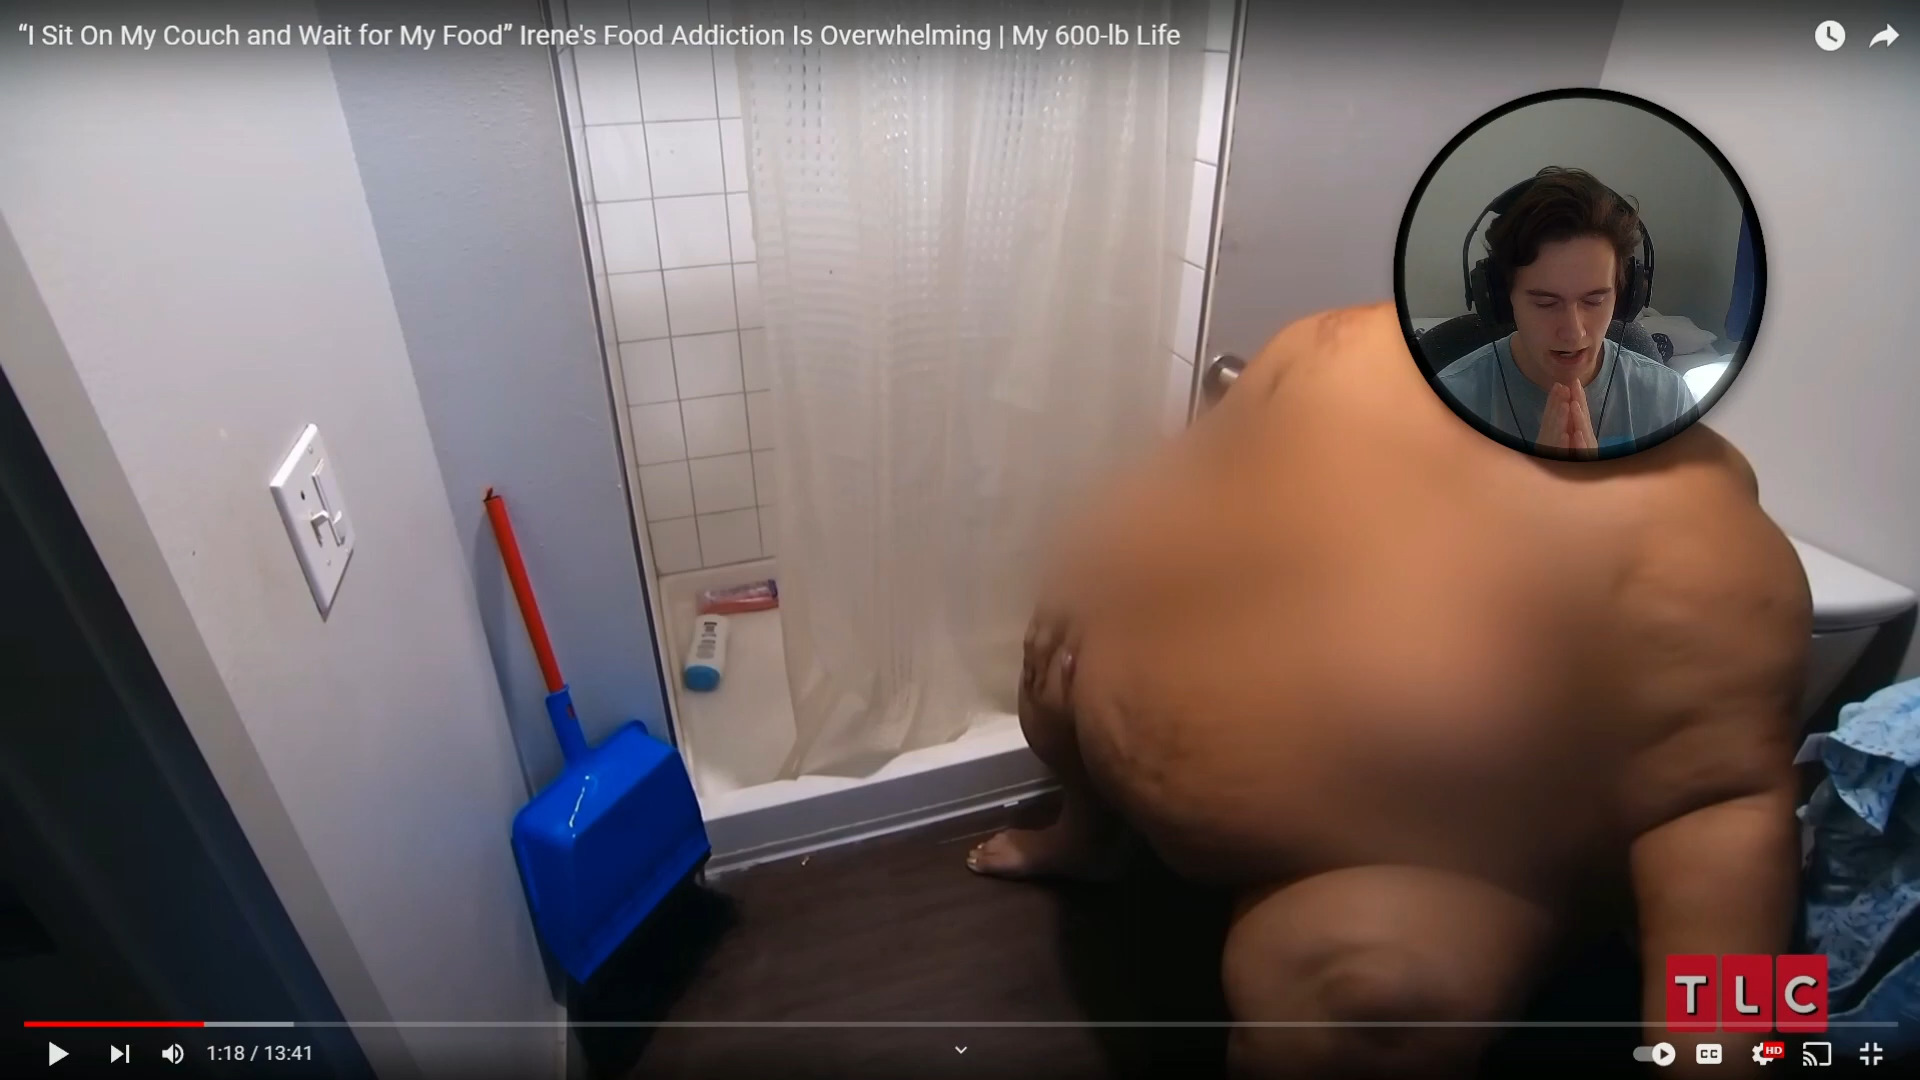 “I Sit On My Couch and Wait for My Food” Irene's Food Addiction Is Overwhelming | My 600-lb Life
1:18 / 13:41
CC
HD
TLC